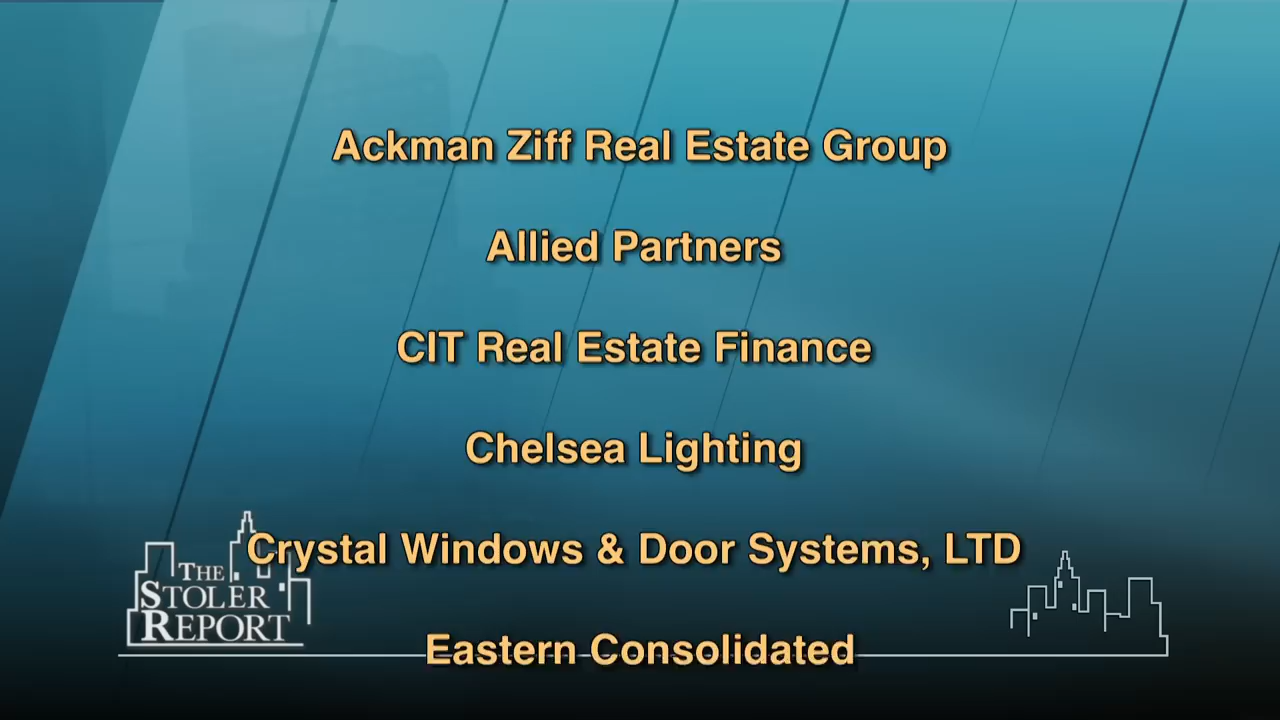 Ackman Ziff Real Estate Group
Allied Partners
CIT Real Estate Finance
Chelsea Lighting
Crystal Windows & Door Systems, LTD
THE
STOLER
REPORT
Eastern Consolidated